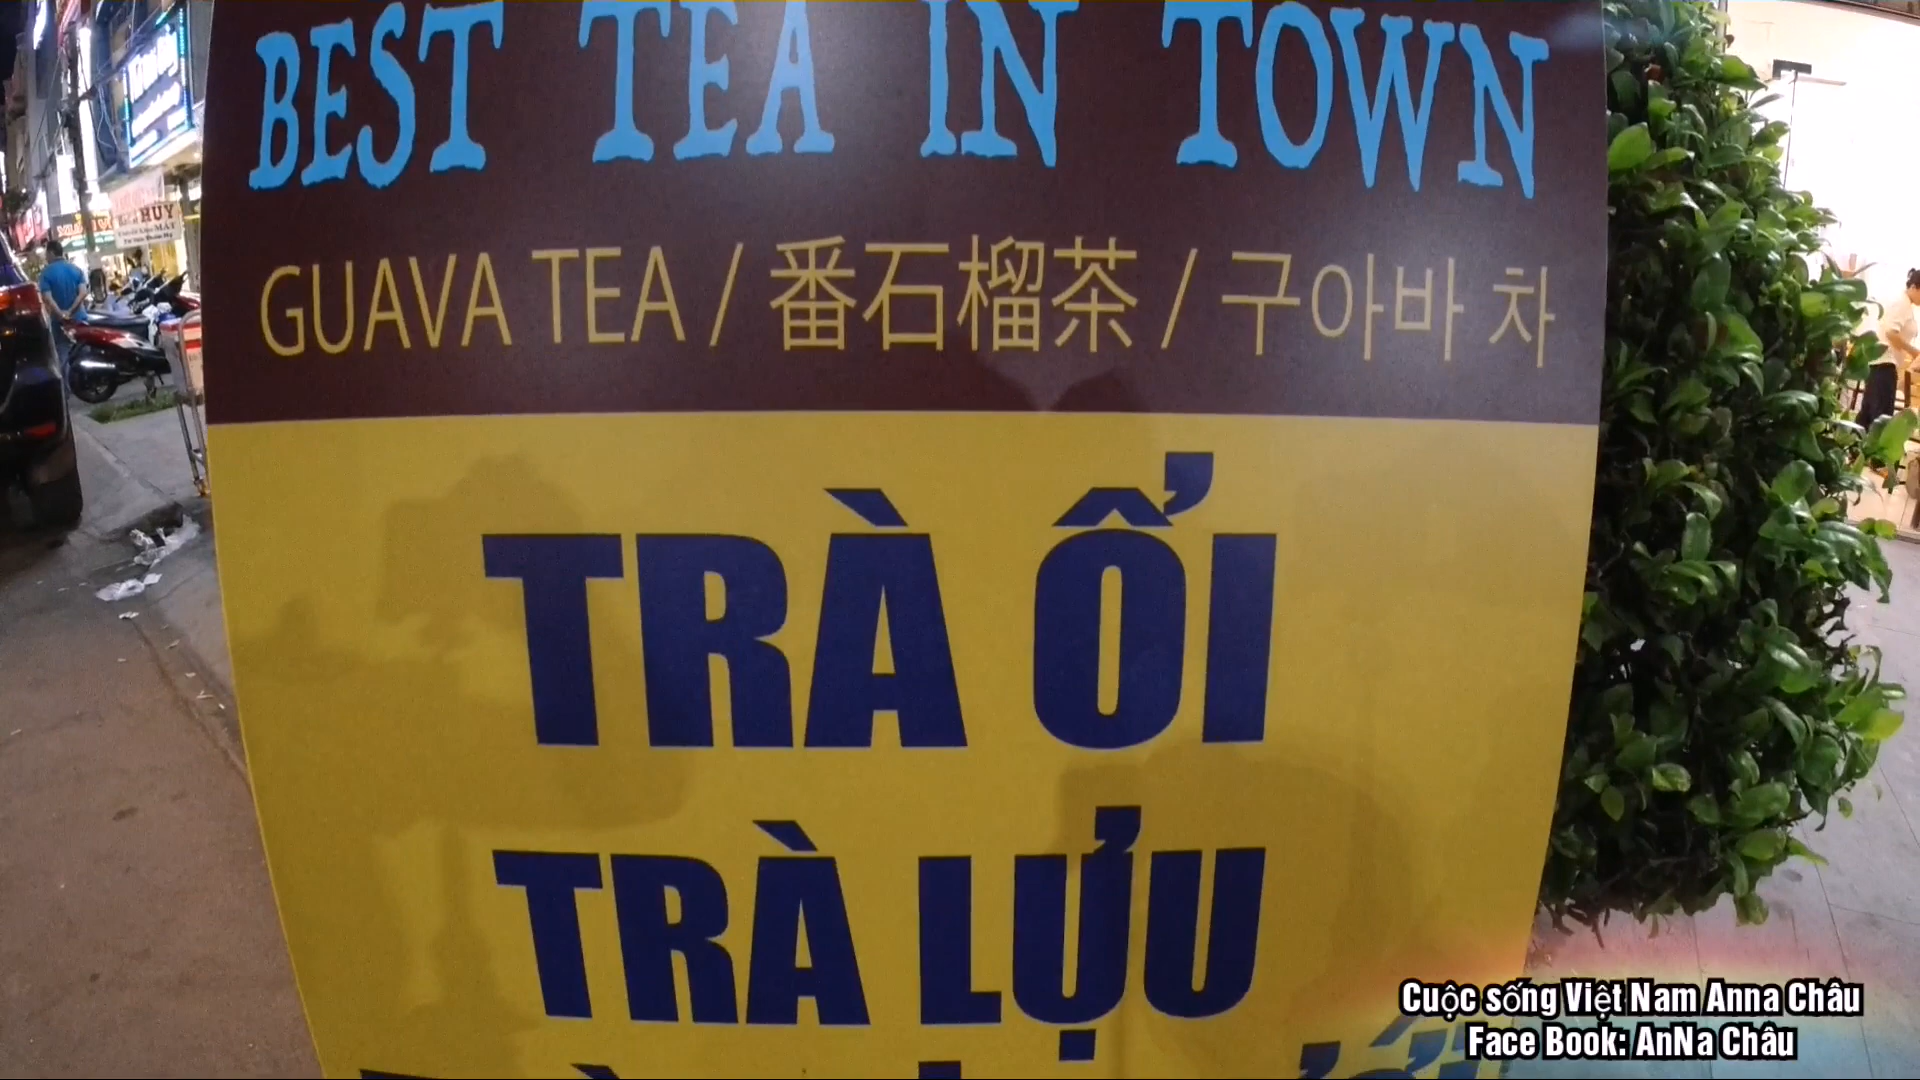 BEST TEA IN TOWN
GUAVA TEA / 番石榴茶 / 구아바 차
TRÀ ỔI
TRÀ LỰU
HUY
Cuộc sống Việt Nam Anna Châu
Face Book: AnNa Châu